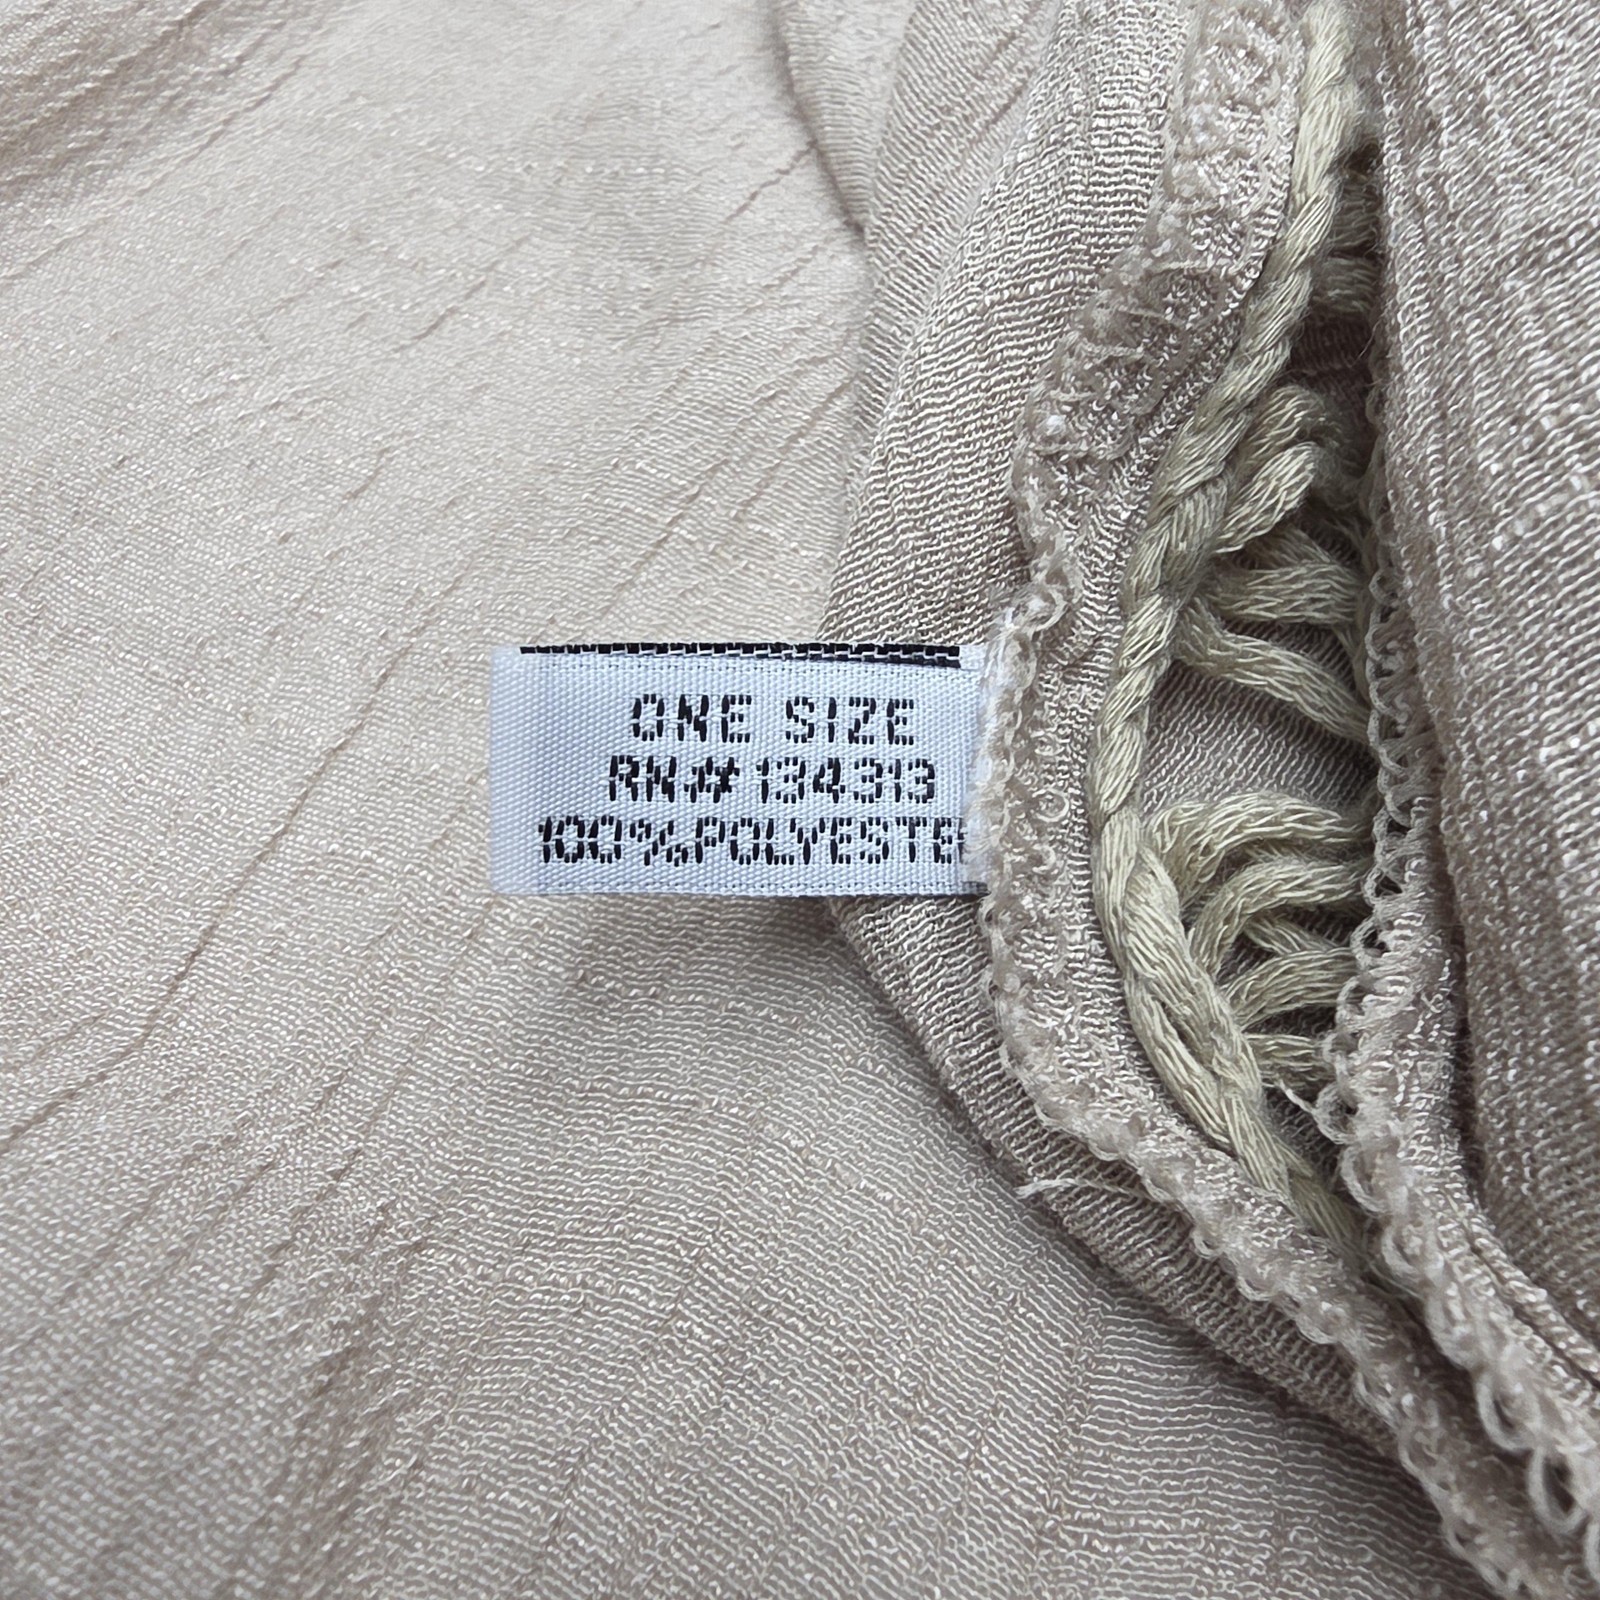 ONE SIZE
RN# 134313
100%POLYESTE